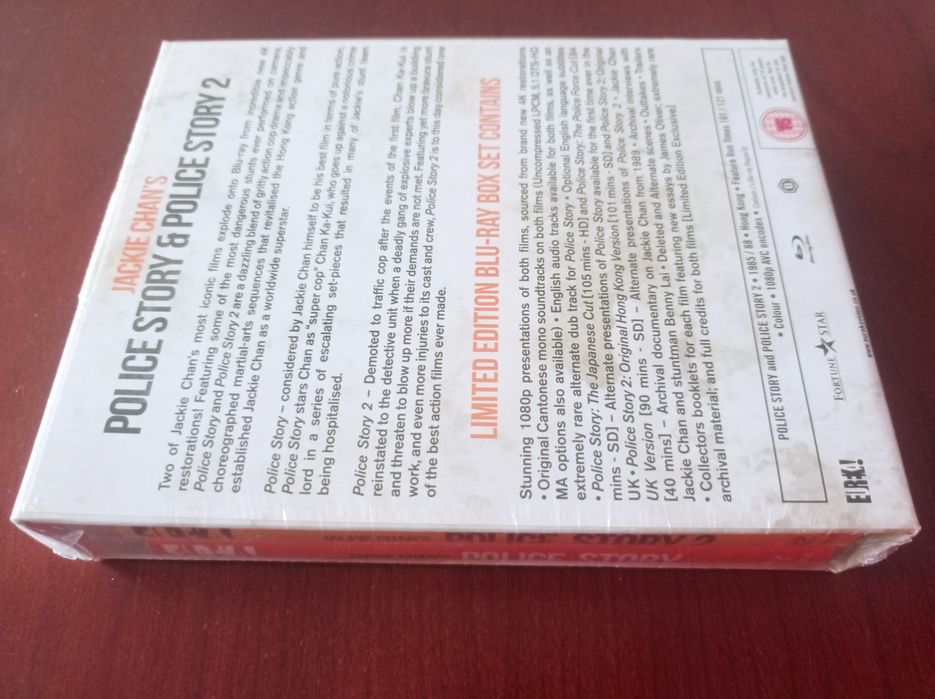 JACKIE CHAN'S
POLICE STORY & POLICE STORY 2
Two of Jackie Chan's most iconic films explode onto Blu-ray from incredible new 4K
restorations! Featuring some of the most dangerous stunts ever performed on camera,
Police Story and Police Story 2 are a dazzling blend of gritty action cop drama and impeccably
choreographed martial-arts sequences that revitalised the Hong Kong action genre and
established Jackie Chan as a worldwide superstar.
Police Story – considered by Jackie Chan himself to be his best film in terms of pure action,
Police Story stars Chan as "super cop" Chan Ka-Kui, who goes up against a notorious crime
lord in a series of escalating set-pieces that resulted in many of Jackie's stunt team
being hospitalised.
Police Story 2 – Demoted to traffic cop after the events of the first film, Chan Ka-Kui is
reinstated to the detective unit when a deadly gang of explosive experts blow up a building
and threaten to blow up more if their demands are not met. Featuring yet more bravura stunt
work, and even more injuries to its cast and crew, Police Story 2 is to this day considered one
of the best action films ever made.
LIMITED EDITION BLU-RAY BOX SET CONTAINS
Stunning 1080p presentations of both films, sourced from brand new 4K restorations
• Original Cantonese mono soundtracks on both films (Uncompressed LPCM, 5.1 DTS-HD
MA options also available) • English audio tracks available for both films, as well as an
extremely rare alternate dub track for Police Story • Optional English language subtitles
• Police Story: The Japanese Cut [105 mins - HD] and Police Story: The Police Force Cut [84
mins - SD] – Alternate presentations of Police Story available for the first time ever in the
UK • Police Story 2: Original Hong Kong Version [101 mins - SD] and Police Story 2: Original
UK Version [90 mins - SD] – Alternate presentations of Police Story 2 • Jackie Chan
[40 mins] – Archival documentary on Jackie Chan from 1989 • Archival interviews with
Jackie Chan and stuntman Benny Lai • Deleted and Alternate scenes • Outtakes • Trailers
• Collectors booklets for each film featuring new essays by James Oliver; extremely rare
archival material; and full credits for both films [Limited Edition Exclusive]
POLICE STORY and POLICE STORY 2 • 1985 / 88 • Hong Kong • Feature Run Times 101 / 121 mins
• Colour • 1080p AVC encodes
15
B
Blu-ray
FORTUNE STAR
EUREKA!
EUREKA! JACKIE CHAN'S POLICE STORY 2
EUREKA! JACKIE CHAN'S POLICE STORY